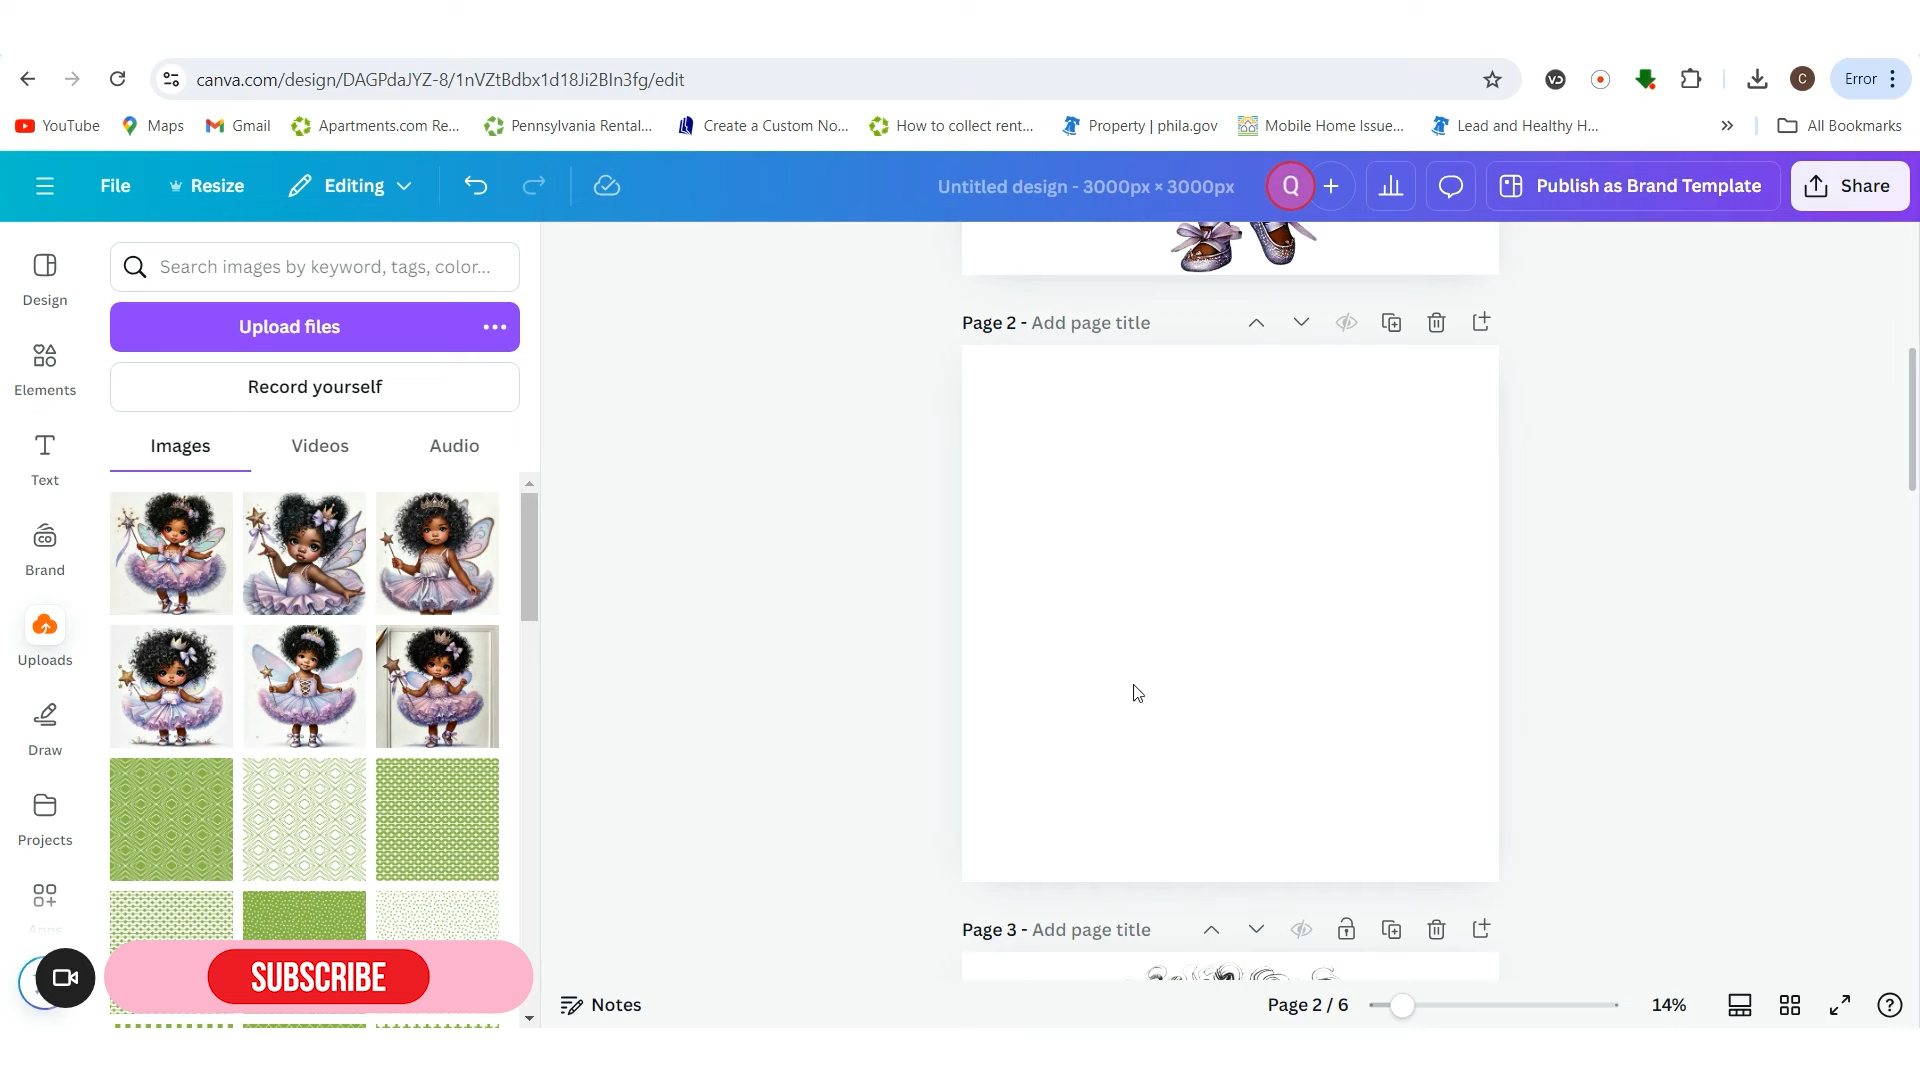 canva.com/design/DAGPdaJYZ-8/1nVZtBdbx1d18Ji2BIn3fg/edit
C
Error
YouTube
Maps
Gmail
Apartments.com Re...
Pennsylvania Rental...
Create a Custom No...
How to collect rent...
Property | phila.gov
Mobile Home Issue...
Lead and Healthy H...
All Bookmarks
File
Resize
Editing
Untitled design - 3000px × 3000px
Q
Publish as Brand Template
Share
Design
Elements
Text
Brand
Uploads
Draw
Projects
Apps
Search images by keyword, tags, color...
Upload files
Record yourself
Images
Videos
Audio
SUBSCRIBE
Page 2 - Add page title
Page 3 - Add page title
Notes
Page 2 / 6
14%